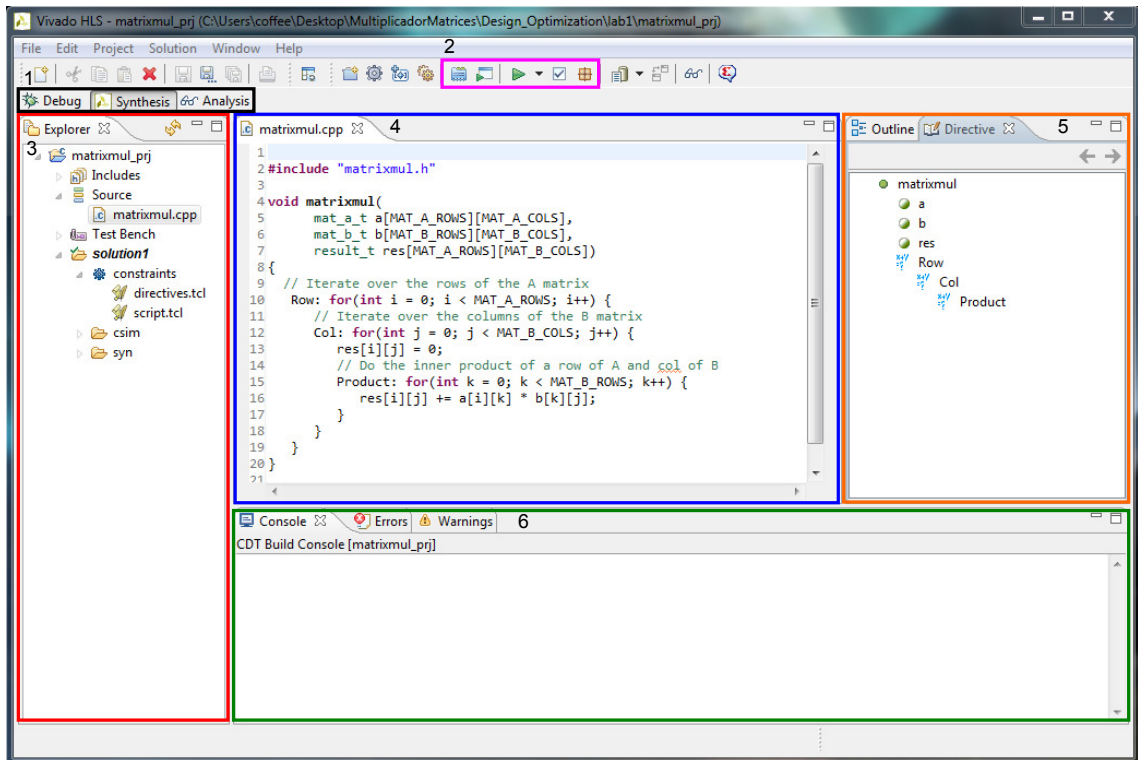 Vivado HLS - matrixmul_prj (C:\Users\coffee\Desktop\MultiplicadorMatrices\Design_Optimization\lab1\matrixmul_prj)
File Edit Project Solution Window Help
2
1
Debug Synthesis Analysis
Explorer
3
matrixmul_prj
Includes
Source
matrixmul.cpp
Test Bench
solution1
constraints
directives.tcl
script.tcl
csim
syn
matrixmul.cpp 4
1
2 #include "matrixmul.h"
3
4 void matrixmul(
5 mat_a_t a[MAT_A_ROWS][MAT_A_COLS],
6 mat_b_t b[MAT_B_ROWS][MAT_B_COLS],
7 result_t res[MAT_A_ROWS][MAT_B_COLS])
8 {
9 // Iterate over the rows of the A matrix
10 Row: for(int i = 0; i < MAT_A_ROWS; i++) {
11 // Iterate over the columns of the B matrix
12 Col: for(int j = 0; j < MAT_B_COLS; j++) {
13 res[i][j] = 0;
14 // Do the inner product of a row of A and col of B
15 Product: for(int k = 0; k < MAT_B_ROWS; k++) {
16 res[i][j] += a[i][k] * b[k][j];
17 }
18 }
19 }
20 }
21
Outline Directive 5
matrixmul
a
b
res
Row
Col
Product
Console Errors Warnings 6
CDT Build Console [matrixmul_prj]